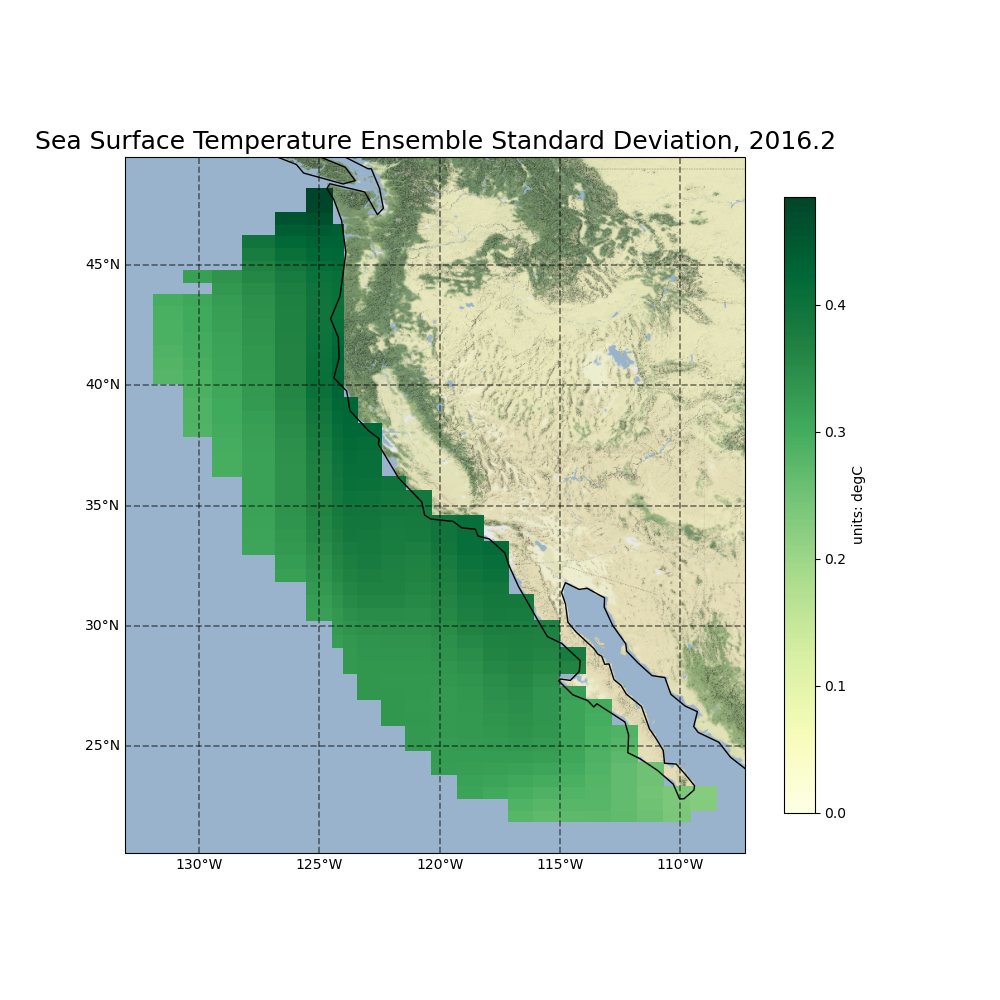 Sea Surface Temperature Ensemble Standard Deviation, 2016.2
45°N
40°N
35°N
30°N
25°N
130°W
125°W
120°W
115°W
110°W
0.4
0.3
0.2
0.1
0.0
units: degC